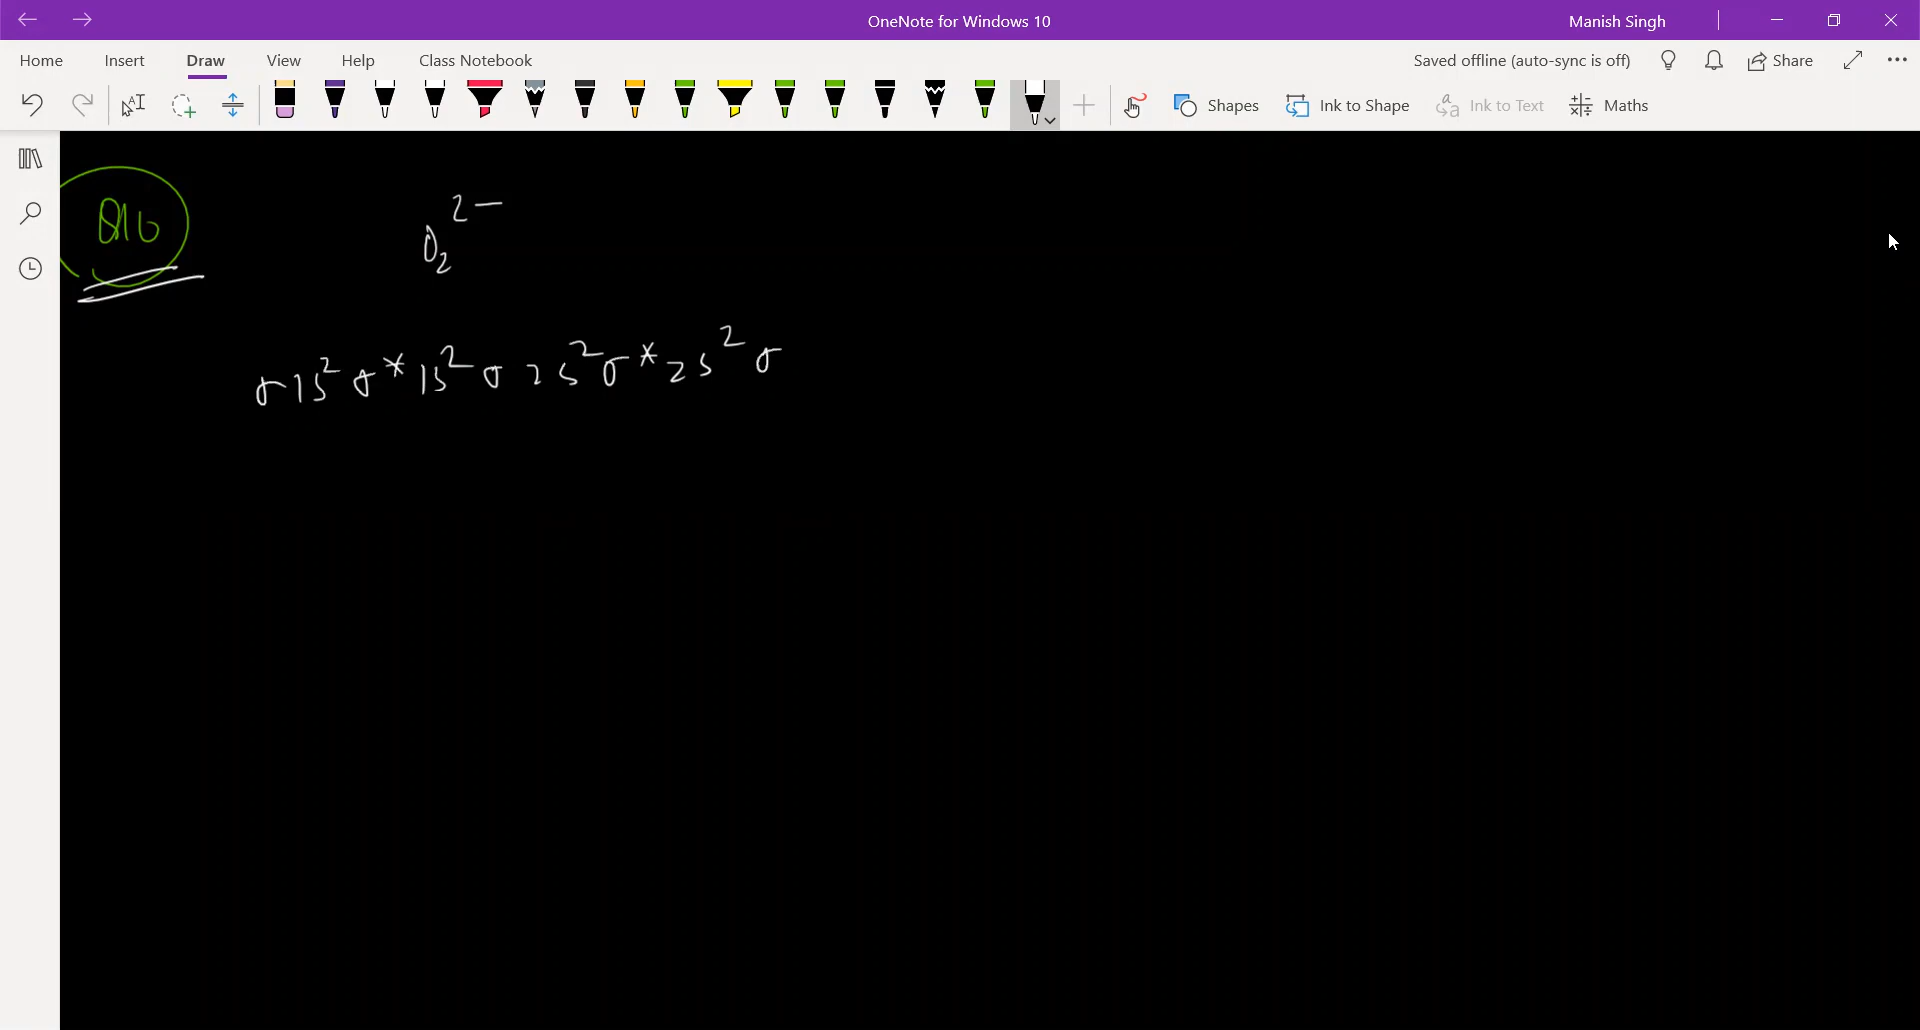 OneNote for Windows 10
Manish Singh
Home Insert Draw View Help Class Notebook
Saved offline (auto-sync is off) Share
Shapes Ink to Shape Ink to Text Maths
Q16
O₂²⁻
σ1s² σ*1s² σ2s² σ*2s² σ